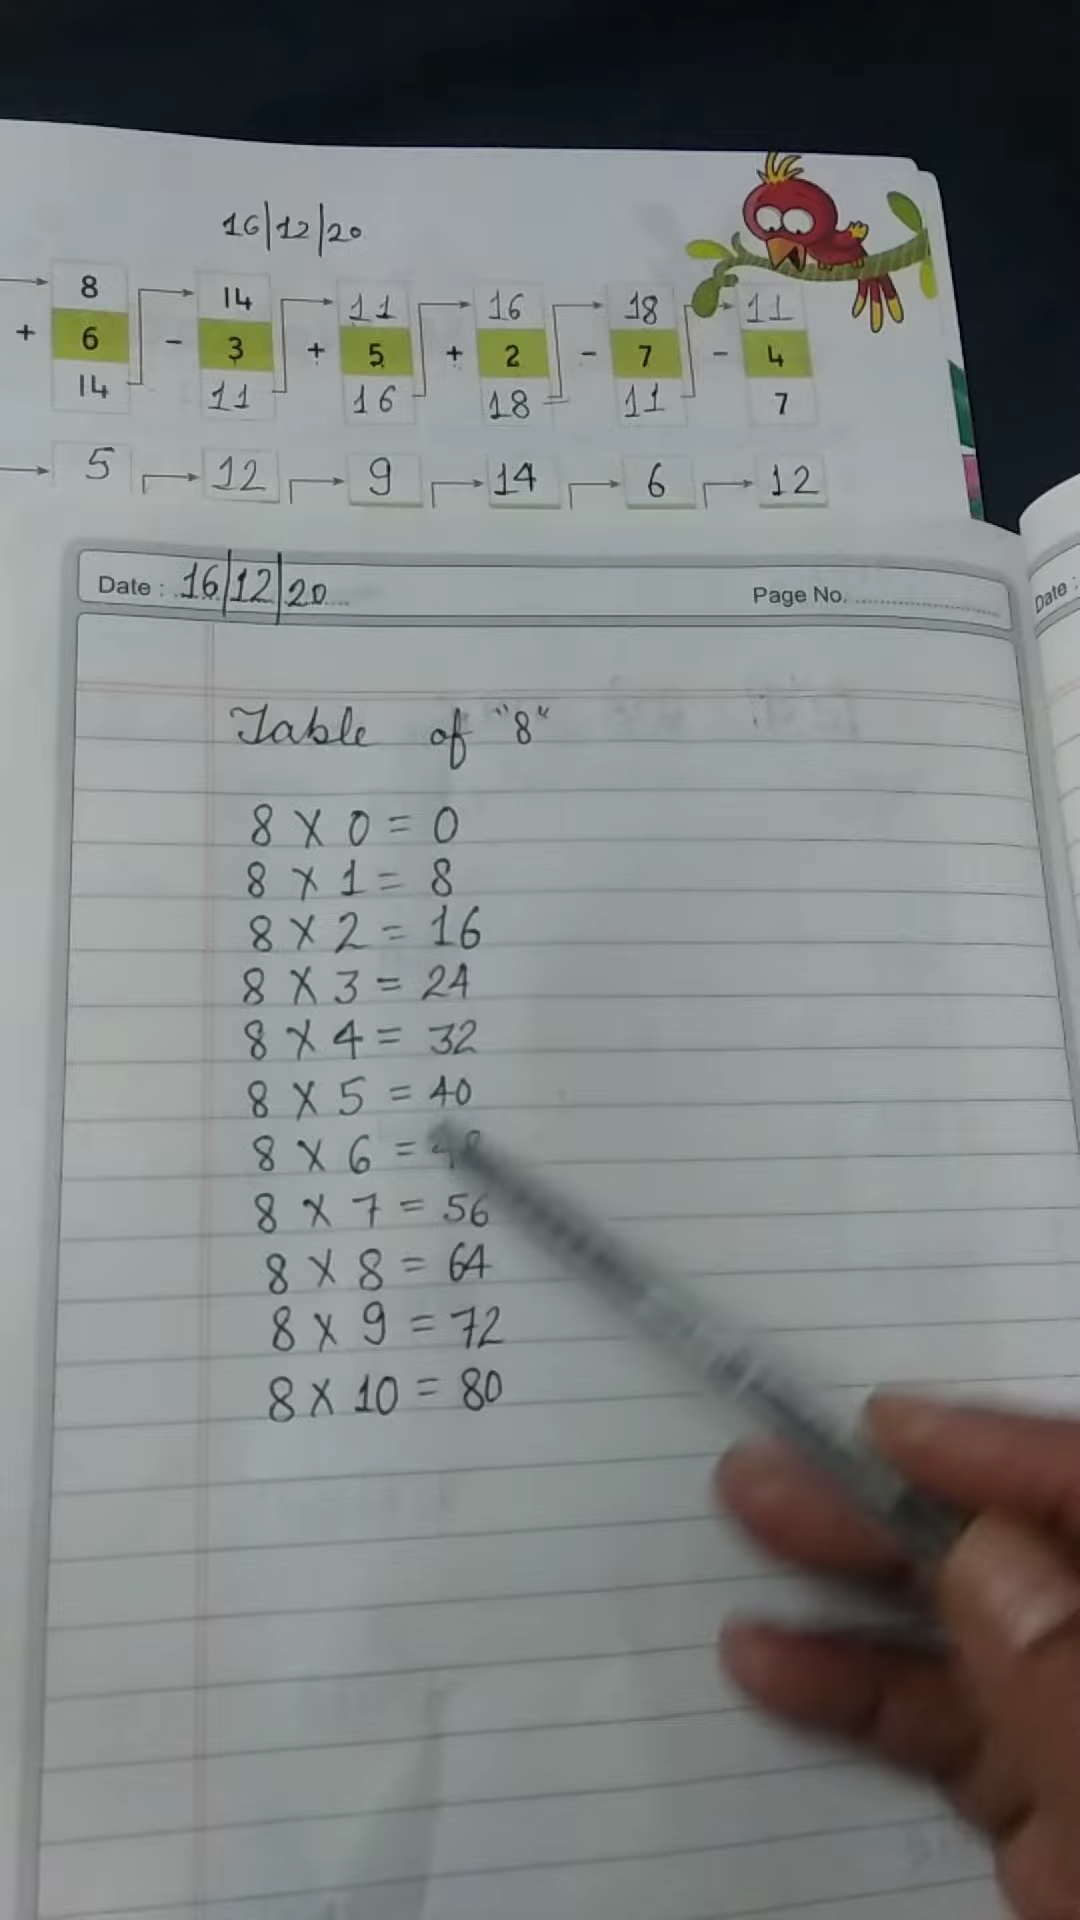 16|12|20
8 14 11 16 18 11
+ 6 - 3 + 5 + 2 - 7 - 4
14 11 16 18 11 7
5 12 9 14 6 12
Date : 16|12|20 Page No.
Date :
Table of "8"
8 X 0 = 0
8 X 1 = 8
8 X 2 = 16
8 X 3 = 24
8 X 4 = 32
8 X 5 = 40
8 X 6 = 48
8 X 7 = 56
8 X 8 = 64
8 X 9 = 72
8 X 10 = 80